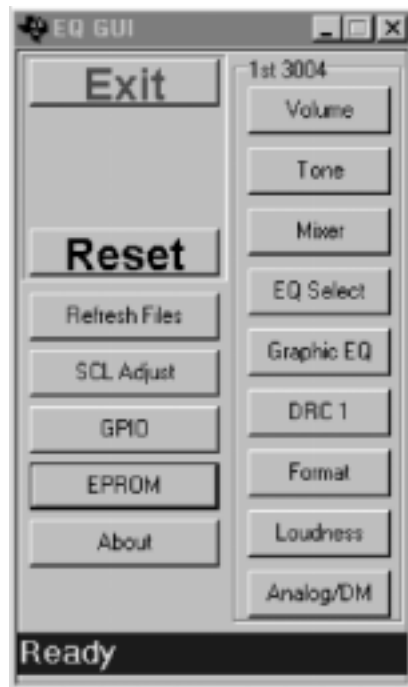 EQ GUI
Exit
Reset
Refresh Files
SCL Adjust
GPIO
EPROM
About
1st 3004
Volume
Tone
Mixer
EQ Select
Graphic EQ
DRC 1
Format
Loudness
Analog/DM
Ready